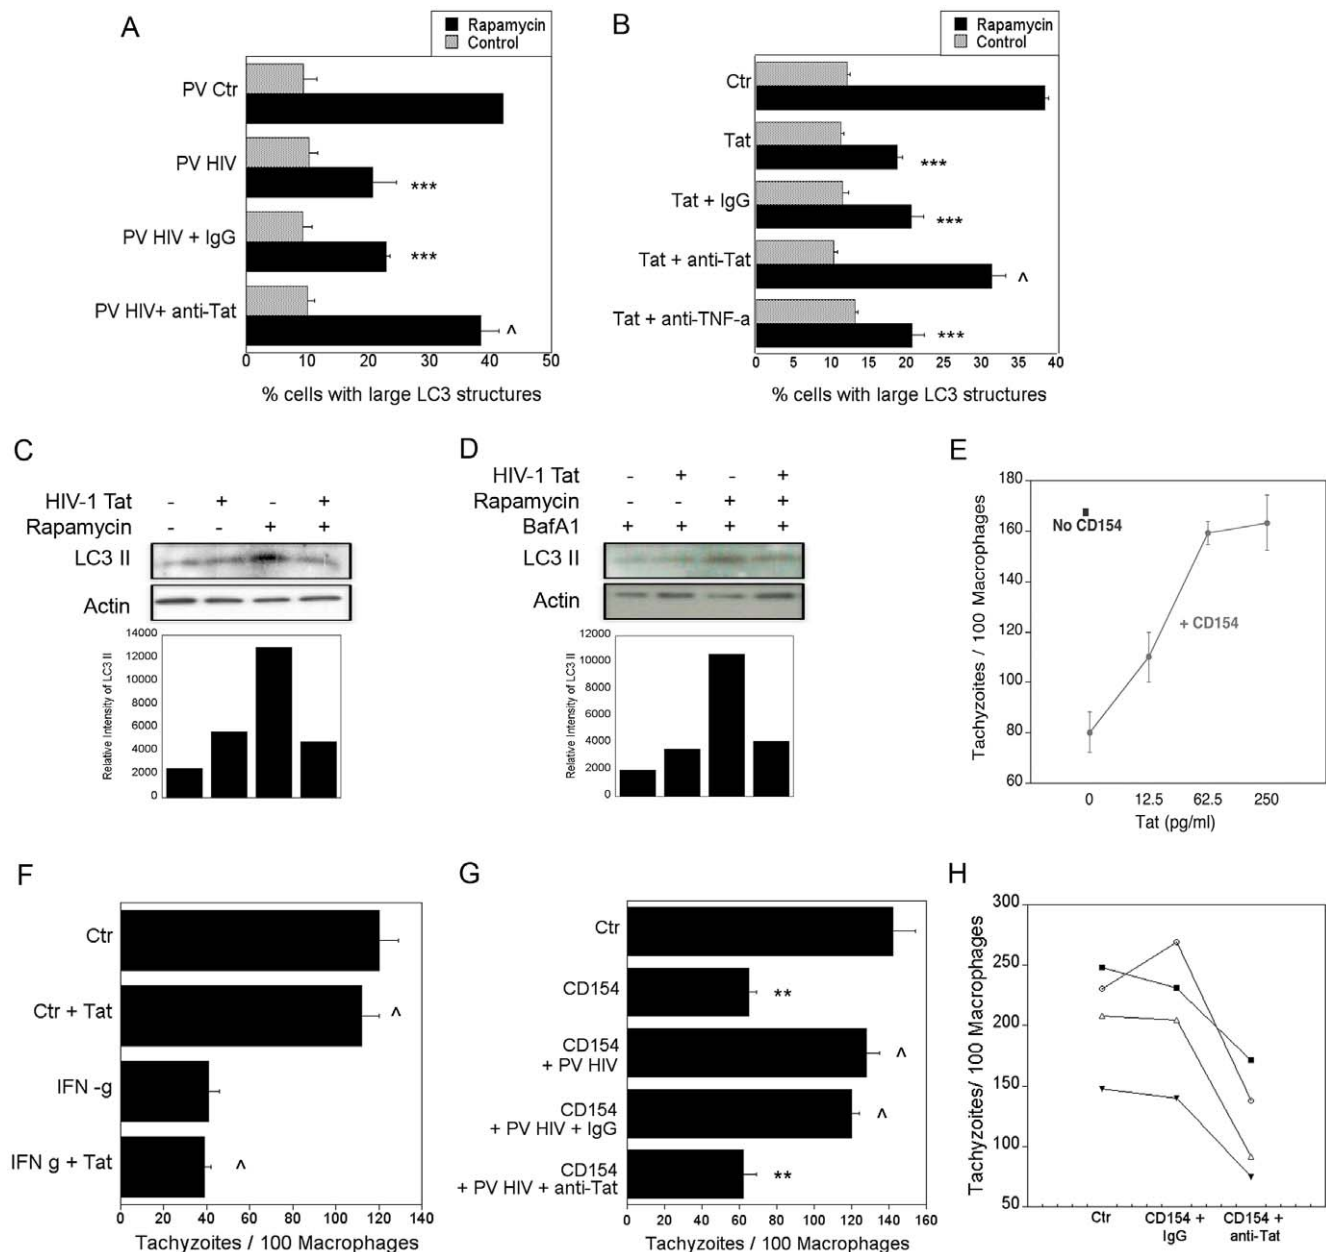 A
Rapamycin
Control
PV Ctr
PV HIV
***
PV HIV + IgG
***
PV HIV+ anti-Tat
^
0 10 20 30 40 50
% cells with large LC3 structures
B
Rapamycin
Control
Ctr
Tat
***
Tat + IgG
***
Tat + anti-Tat
^
Tat + anti-TNF-a
***
0 5 10 15 20 25 30 35 40
% cells with large LC3 structures
C
HIV-1 Tat - + - +
Rapamycin - - + +
LC3 II
Actin
Relative Intensity of LC3 II
14000
12000
10000
8000
6000
4000
2000
0
D
HIV-1 Tat - + - +
Rapamycin - - + +
BafA1 + + + +
LC3 II
Actin
Relative Intensity of LC3 II
12000
10000
8000
6000
4000
2000
0
E
Tachyzoites / 100 Macrophages
180
160
140
120
100
80
60
No CD154
+ CD154
0 12.5 62.5 250
Tat (pg/ml)
F
Ctr
Ctr + Tat
^
IFN -g
IFN g + Tat
^
0 20 40 60 80 100 120 140
Tachyzoites / 100 Macrophages
G
Ctr
CD154
**
CD154
+ PV HIV
^
CD154
+ PV HIV + IgG
^
CD154
+ PV HIV + anti-Tat
**
0 20 40 60 80 100 120 140 160
Tachyzoites / 100 Macrophages
H
Tachyzoites/ 100 Macrophages
300
250
200
150
100
50
Ctr
CD154 +
IgG
CD154 +
anti-Tat